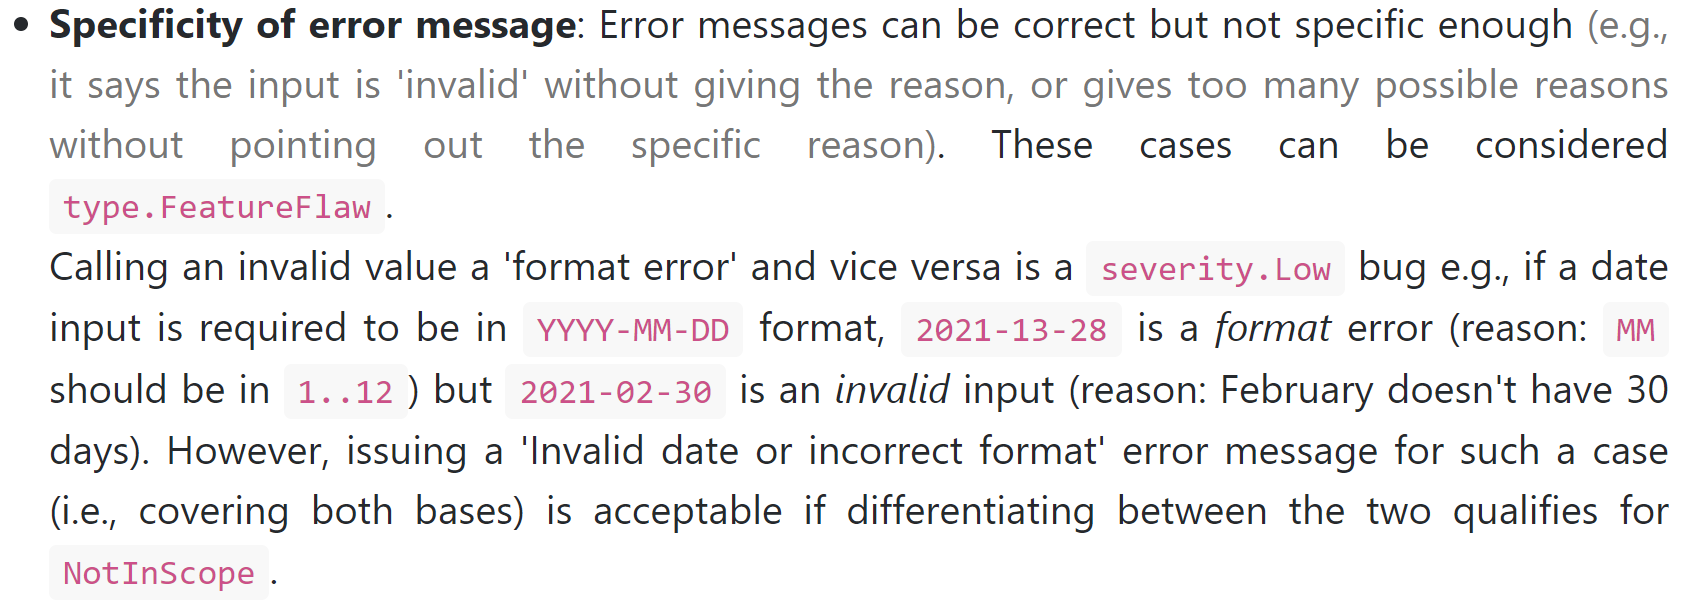 • Specificity of error message: Error messages can be correct but not specific enough (e.g.,
it says the input is 'invalid' without giving the reason, or gives too many possible reasons
without pointing out the specific reason). These cases can be considered
type.FeatureFlaw.
Calling an invalid value a 'format error' and vice versa is a severity.Low bug e.g., if a date
input is required to be in YYYY-MM-DD format, 2021-13-28 is a format error (reason: MM
should be in 1..12) but 2021-02-30 is an invalid input (reason: February doesn't have 30
days). However, issuing a 'Invalid date or incorrect format' error message for such a case
(i.e., covering both bases) is acceptable if differentiating between the two qualifies for
NotInScope.